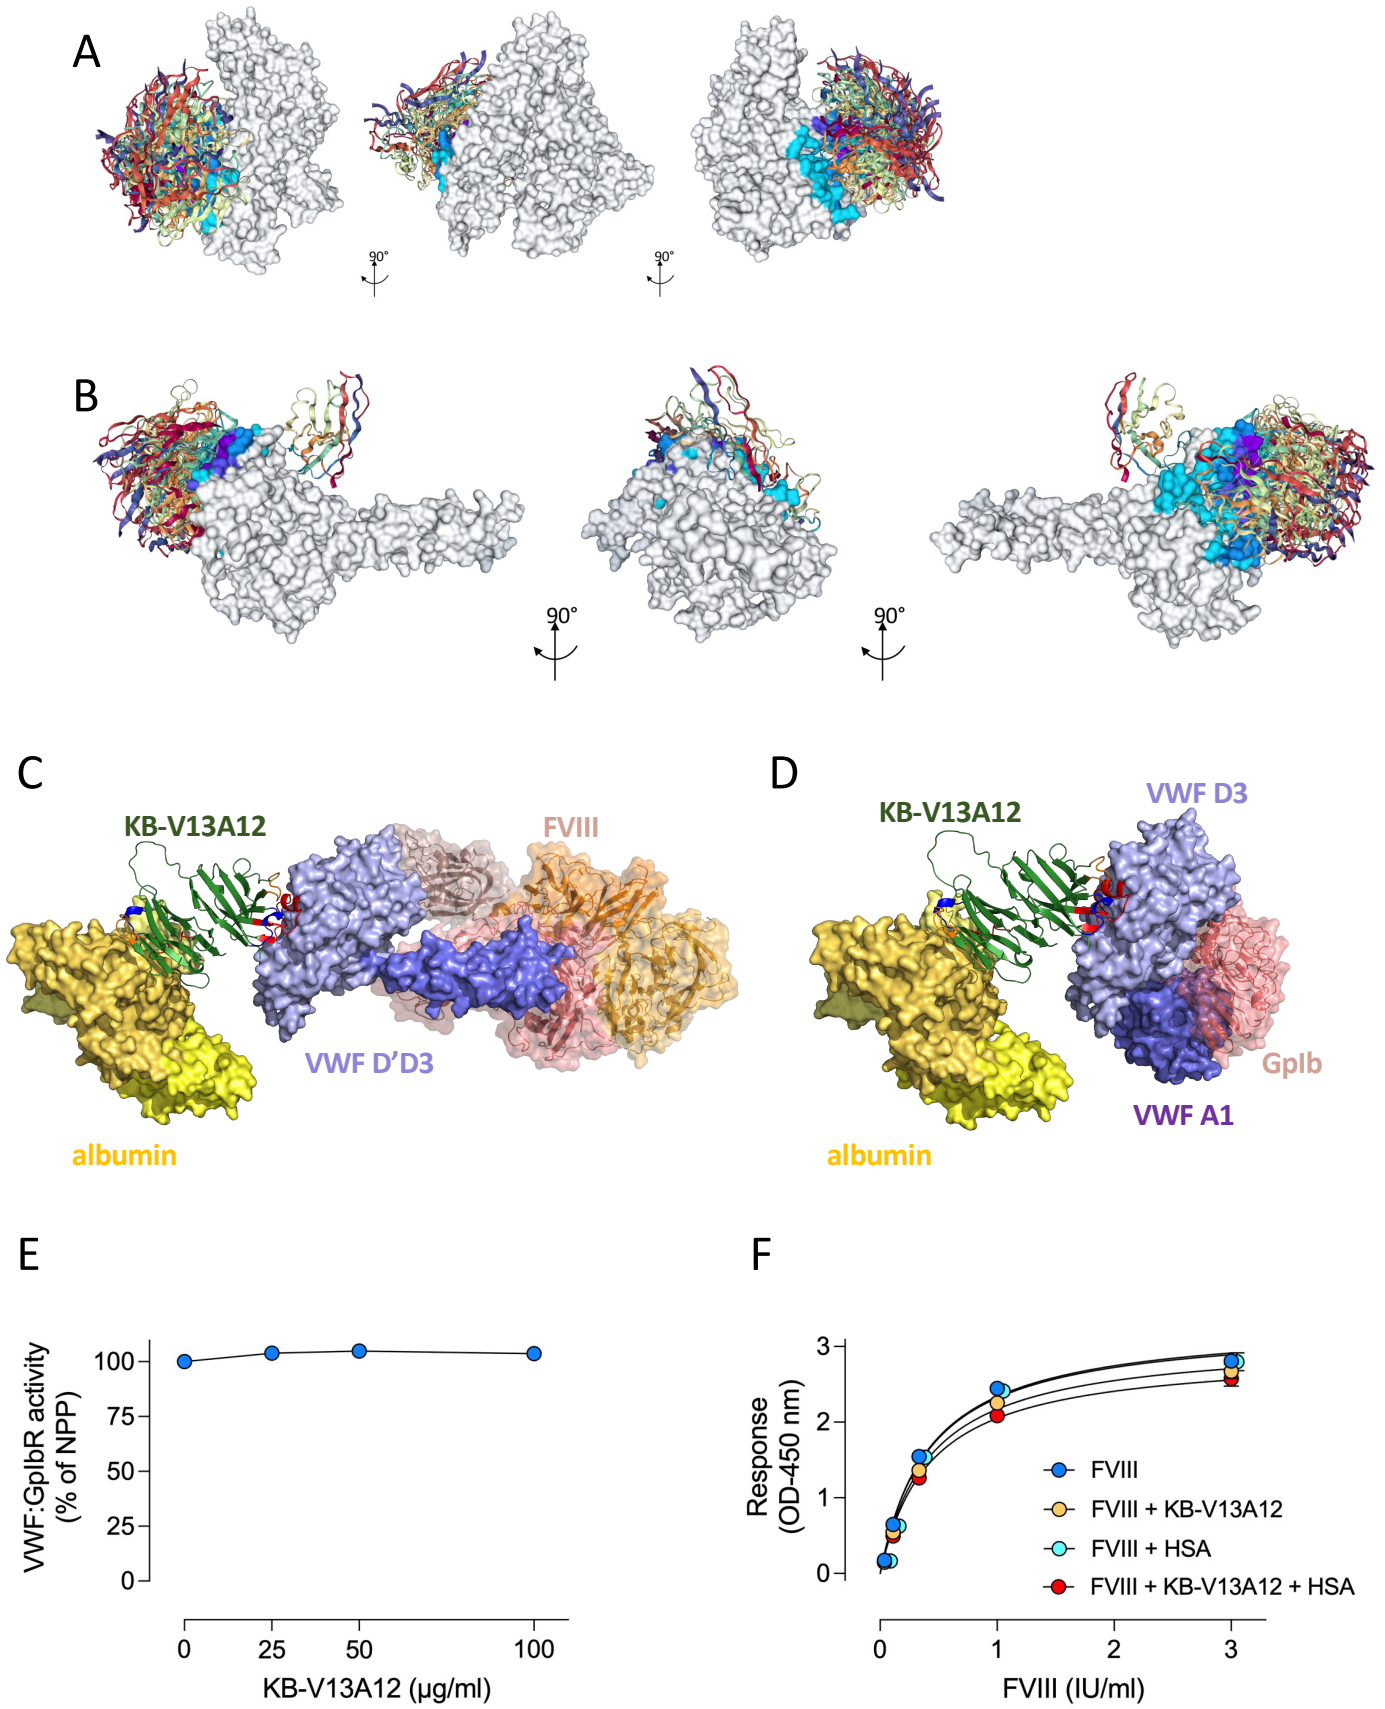 A
90°
90°
B
90°
90°
C
D
KB-V13A12
FVIII
VWF D'D3
albumin
KB-V13A12
VWF D3
GpIb
VWF A1
albumin
E
F
VWF:GpIbR activity
(% of NPP)
100
75
50
25
0
0
25
50
100
KB-V13A12 (µg/ml)
Response
(OD-450 nm)
3
2
1
0
FVIII
FVIII + KB-V13A12
FVIII + HSA
FVIII + KB-V13A12 + HSA
0
1
2
3
FVIII (IU/ml)